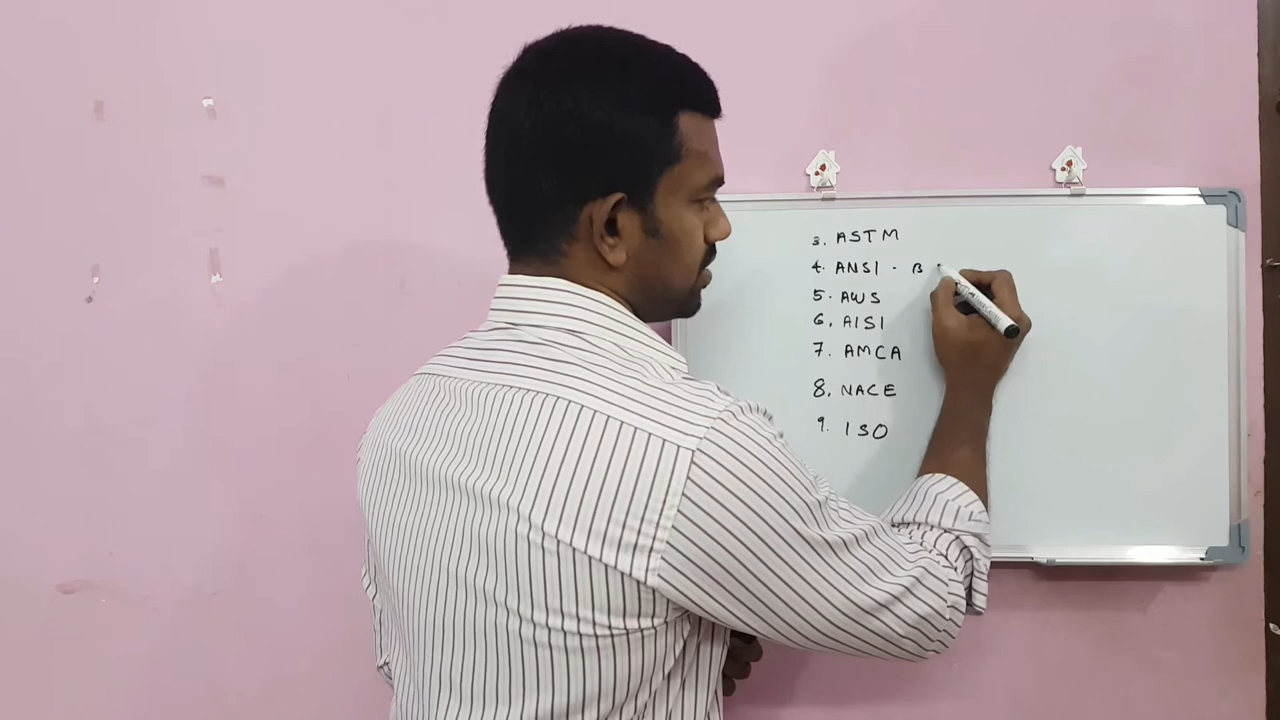 3. ASTM
4. ANSI - B
5. AWS
6. AISI
7. AMCA
8. NACE
9. ISO